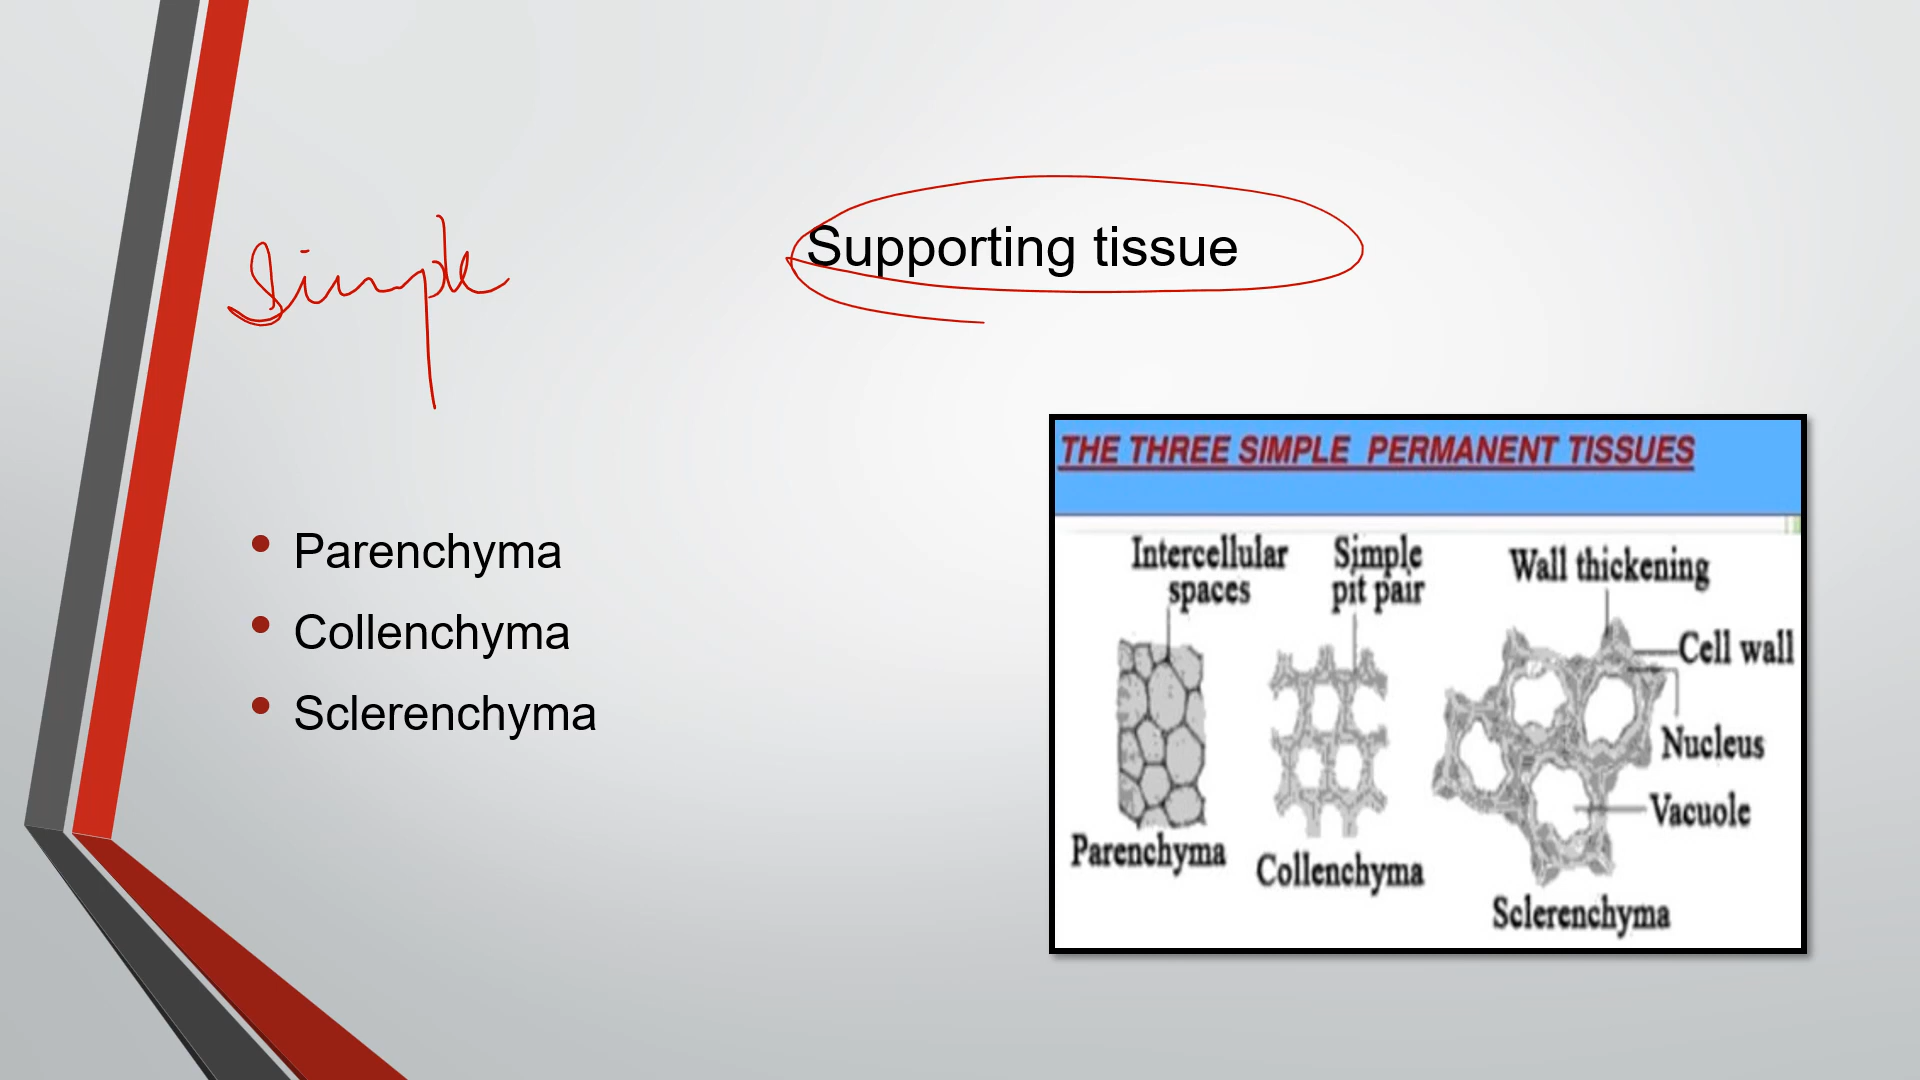 Simple
Supporting tissue
Parenchyma
Collenchyma
Sclerenchyma
THE THREE SIMPLE PERMANENT TISSUES
Intercellular
spaces
Simple
pit pair
Wall thickening
Cell wall
Nucleus
Vacuole
Parenchyma
Collenchyma
Sclerenchyma